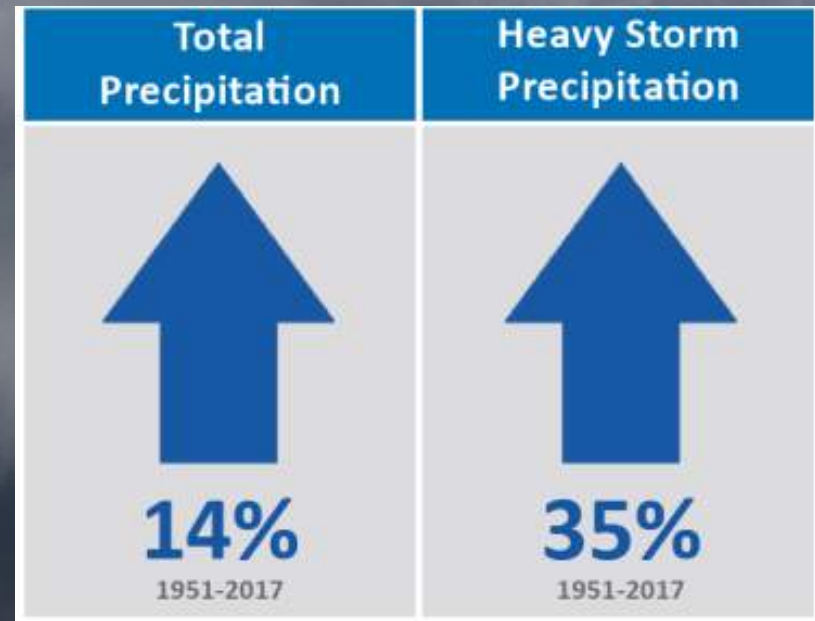 Total
Precipitation
Heavy Storm
Precipitation
14%
1951-2017
35%
1951-2017